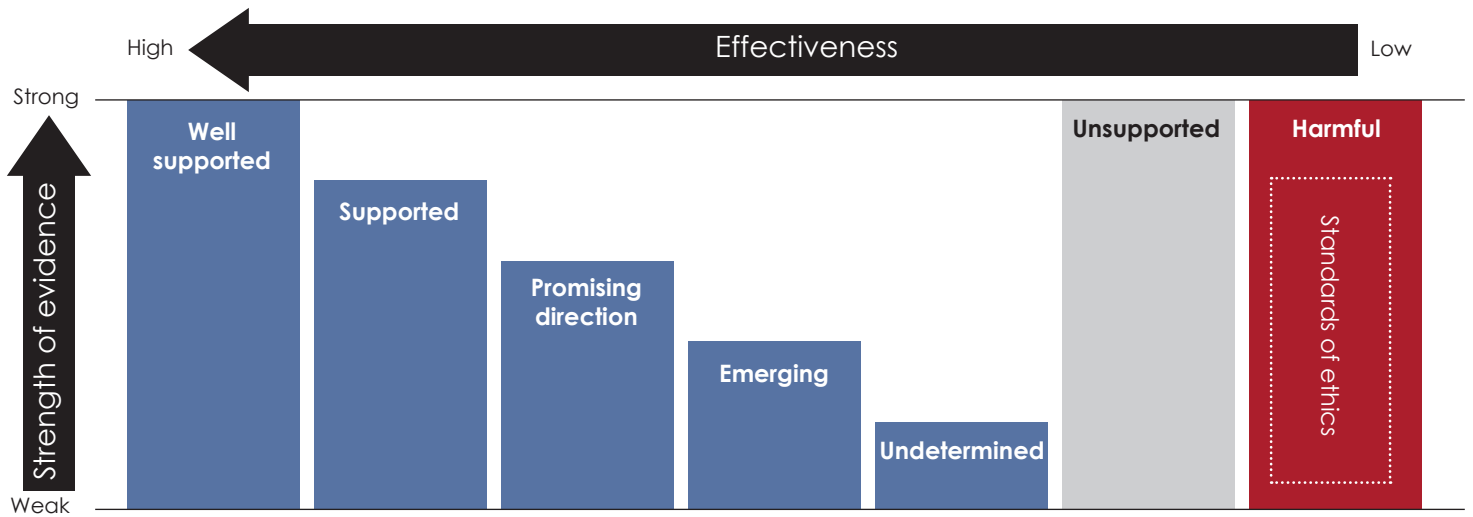 High
Effectiveness
Low
Strong
Strength of evidence
Weak
Well
supported
Supported
Promising
direction
Emerging
Undetermined
Unsupported
Harmful
Standards of ethics